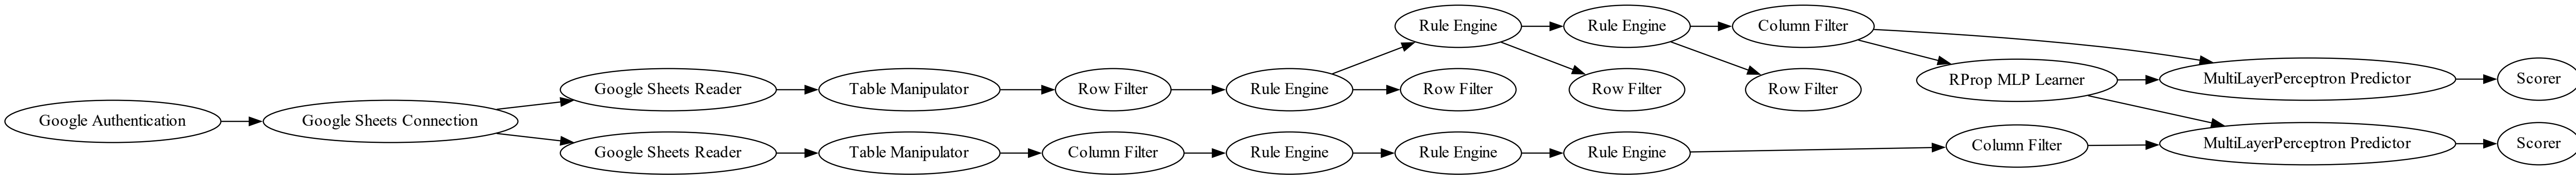 Rule Engine
Rule Engine
Column Filter
Google Sheets Reader
Table Manipulator
Row Filter
Rule Engine
Row Filter
Row Filter
Row Filter
RProp MLP Learner
MultiLayerPerceptron Predictor
Scorer
Google Authentication
Google Sheets Connection
Google Sheets Reader
Table Manipulator
Column Filter
Rule Engine
Rule Engine
Rule Engine
Column Filter
MultiLayerPerceptron Predictor
Scorer